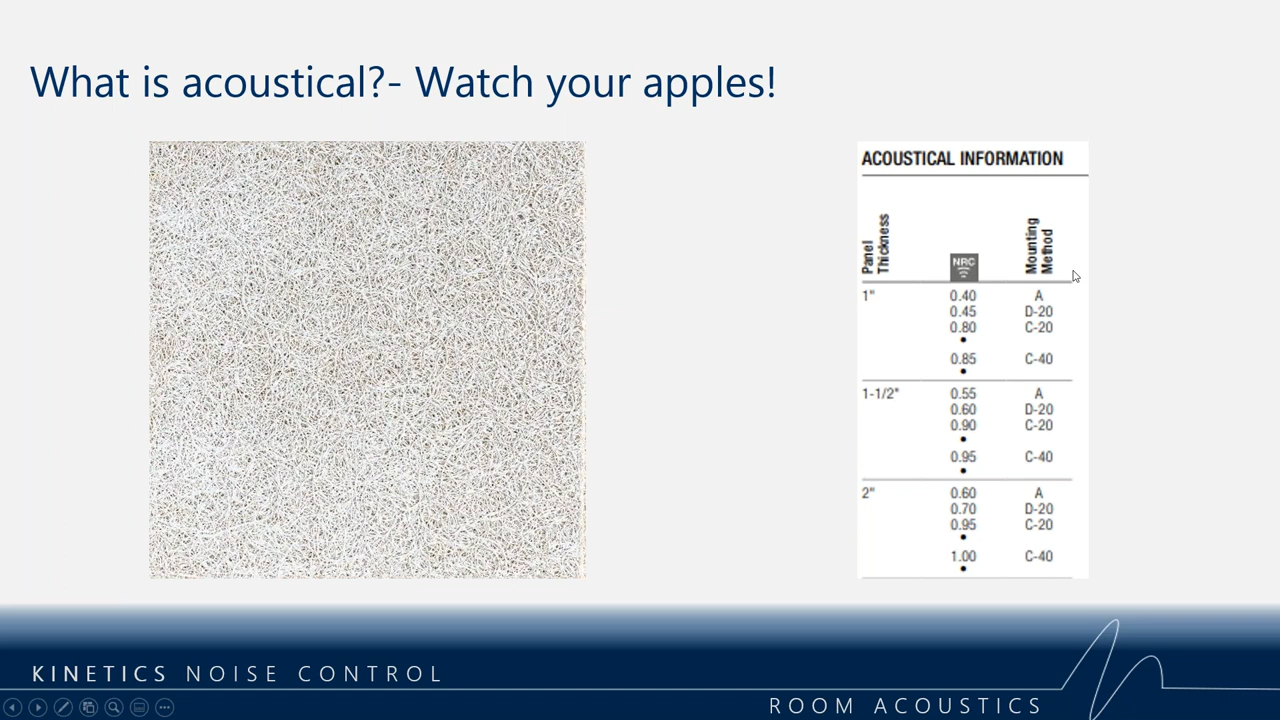 What is acoustical?- Watch your apples!
ACOUSTICAL INFORMATION
Panel Thickness NRC Mounting Method
1" 0.40 A
0.45 D-20
0.80 C-20
•
0.85 C-40
•
1-1/2" 0.55 A
0.60 D-20
0.90 C-20
•
0.95 C-40
•
2" 0.60 A
0.70 D-20
0.95 C-20
•
1.00 C-40
•
KINETICS NOISE CONTROL
ROOM ACOUSTICS